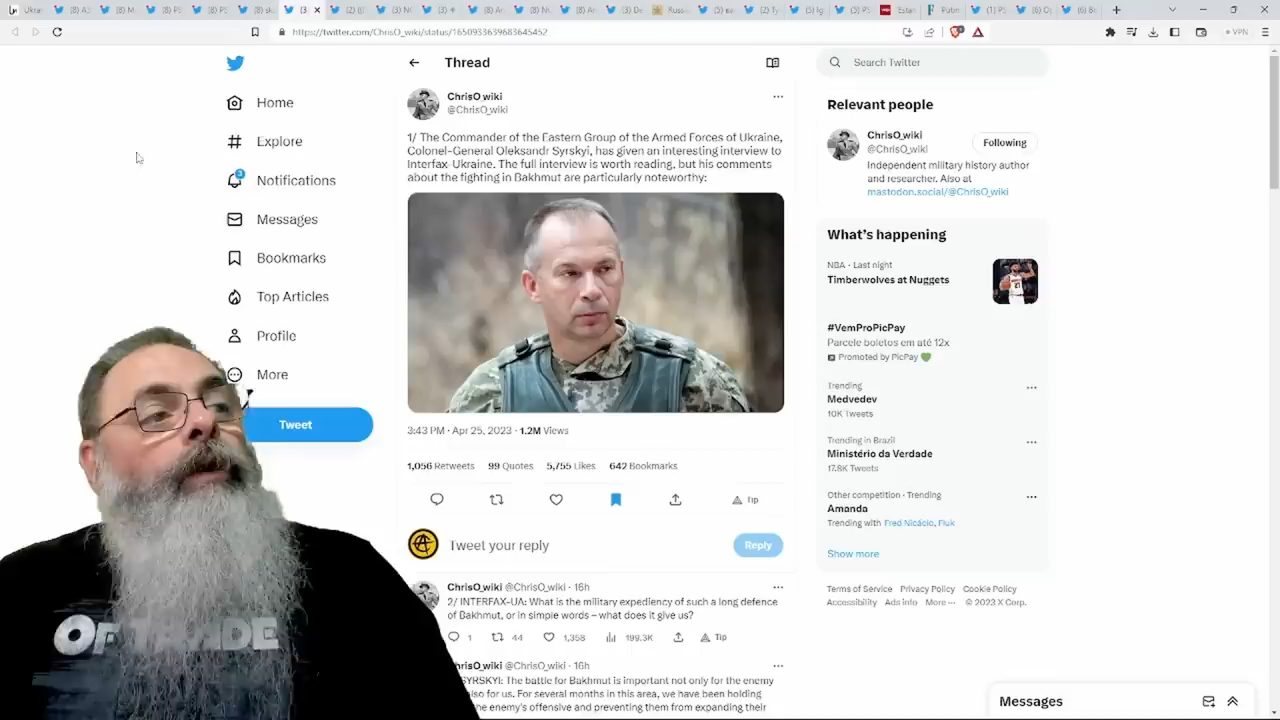 https://twitter.com/ChrisO_wiki/status/1650933639683645452
VPN
Home
Explore
3
Notifications
Messages
Bookmarks
Top Articles
Profile
More
Tweet
Thread
ChrisO_wiki
@ChrisO_wiki
1/ The Commander of the Eastern Group of the Armed Forces of Ukraine,
Colonel-General Oleksandr Syrskyi, has given an interesting interview to
Interfax-Ukraine. The full interview is worth reading, but his comments
about the fighting in Bakhmut are particularly noteworthy:
3:43 PM · Apr 25, 2023 · 1.2M Views
1,056 Retweets 99 Quotes 5,755 Likes 642 Bookmarks
Tip
Tweet your reply
Reply
ChrisO_wiki @ChrisO_wiki · 16h
2/ INTERFAX-UA: What is the military expediency of such a long defence
of Bakhmut, or in simple words – what does it give us?
1 44 1,358 199.3K Tip
@ChrisO_wiki · 16h
SYRSKYI: The battle for Bakhmut is important not only for the enemy
also for us. For several months in this area, we have been holding
the enemy's offensive and preventing them from expanding their
Search Twitter
Relevant people
ChrisO_wiki
@ChrisO_wiki
Following
Independent military history author
and researcher. Also at
mastodon.social/@ChrisO_wiki
What's happening
NBA · Last night
Timberwolves at Nuggets
#VemProPicPay
Parcele boletos em até 12x
Promoted by PicPay
Trending
Medvedev
10K Tweets
Trending in Brazil
Ministério da Verdade
17.8K Tweets
Other competition · Trending
Amanda
Trending with Fred Nicácio, Fluk
Show more
Terms of Service Privacy Policy Cookie Policy
Accessibility Ads info More ··· © 2023 X Corp.
Messages